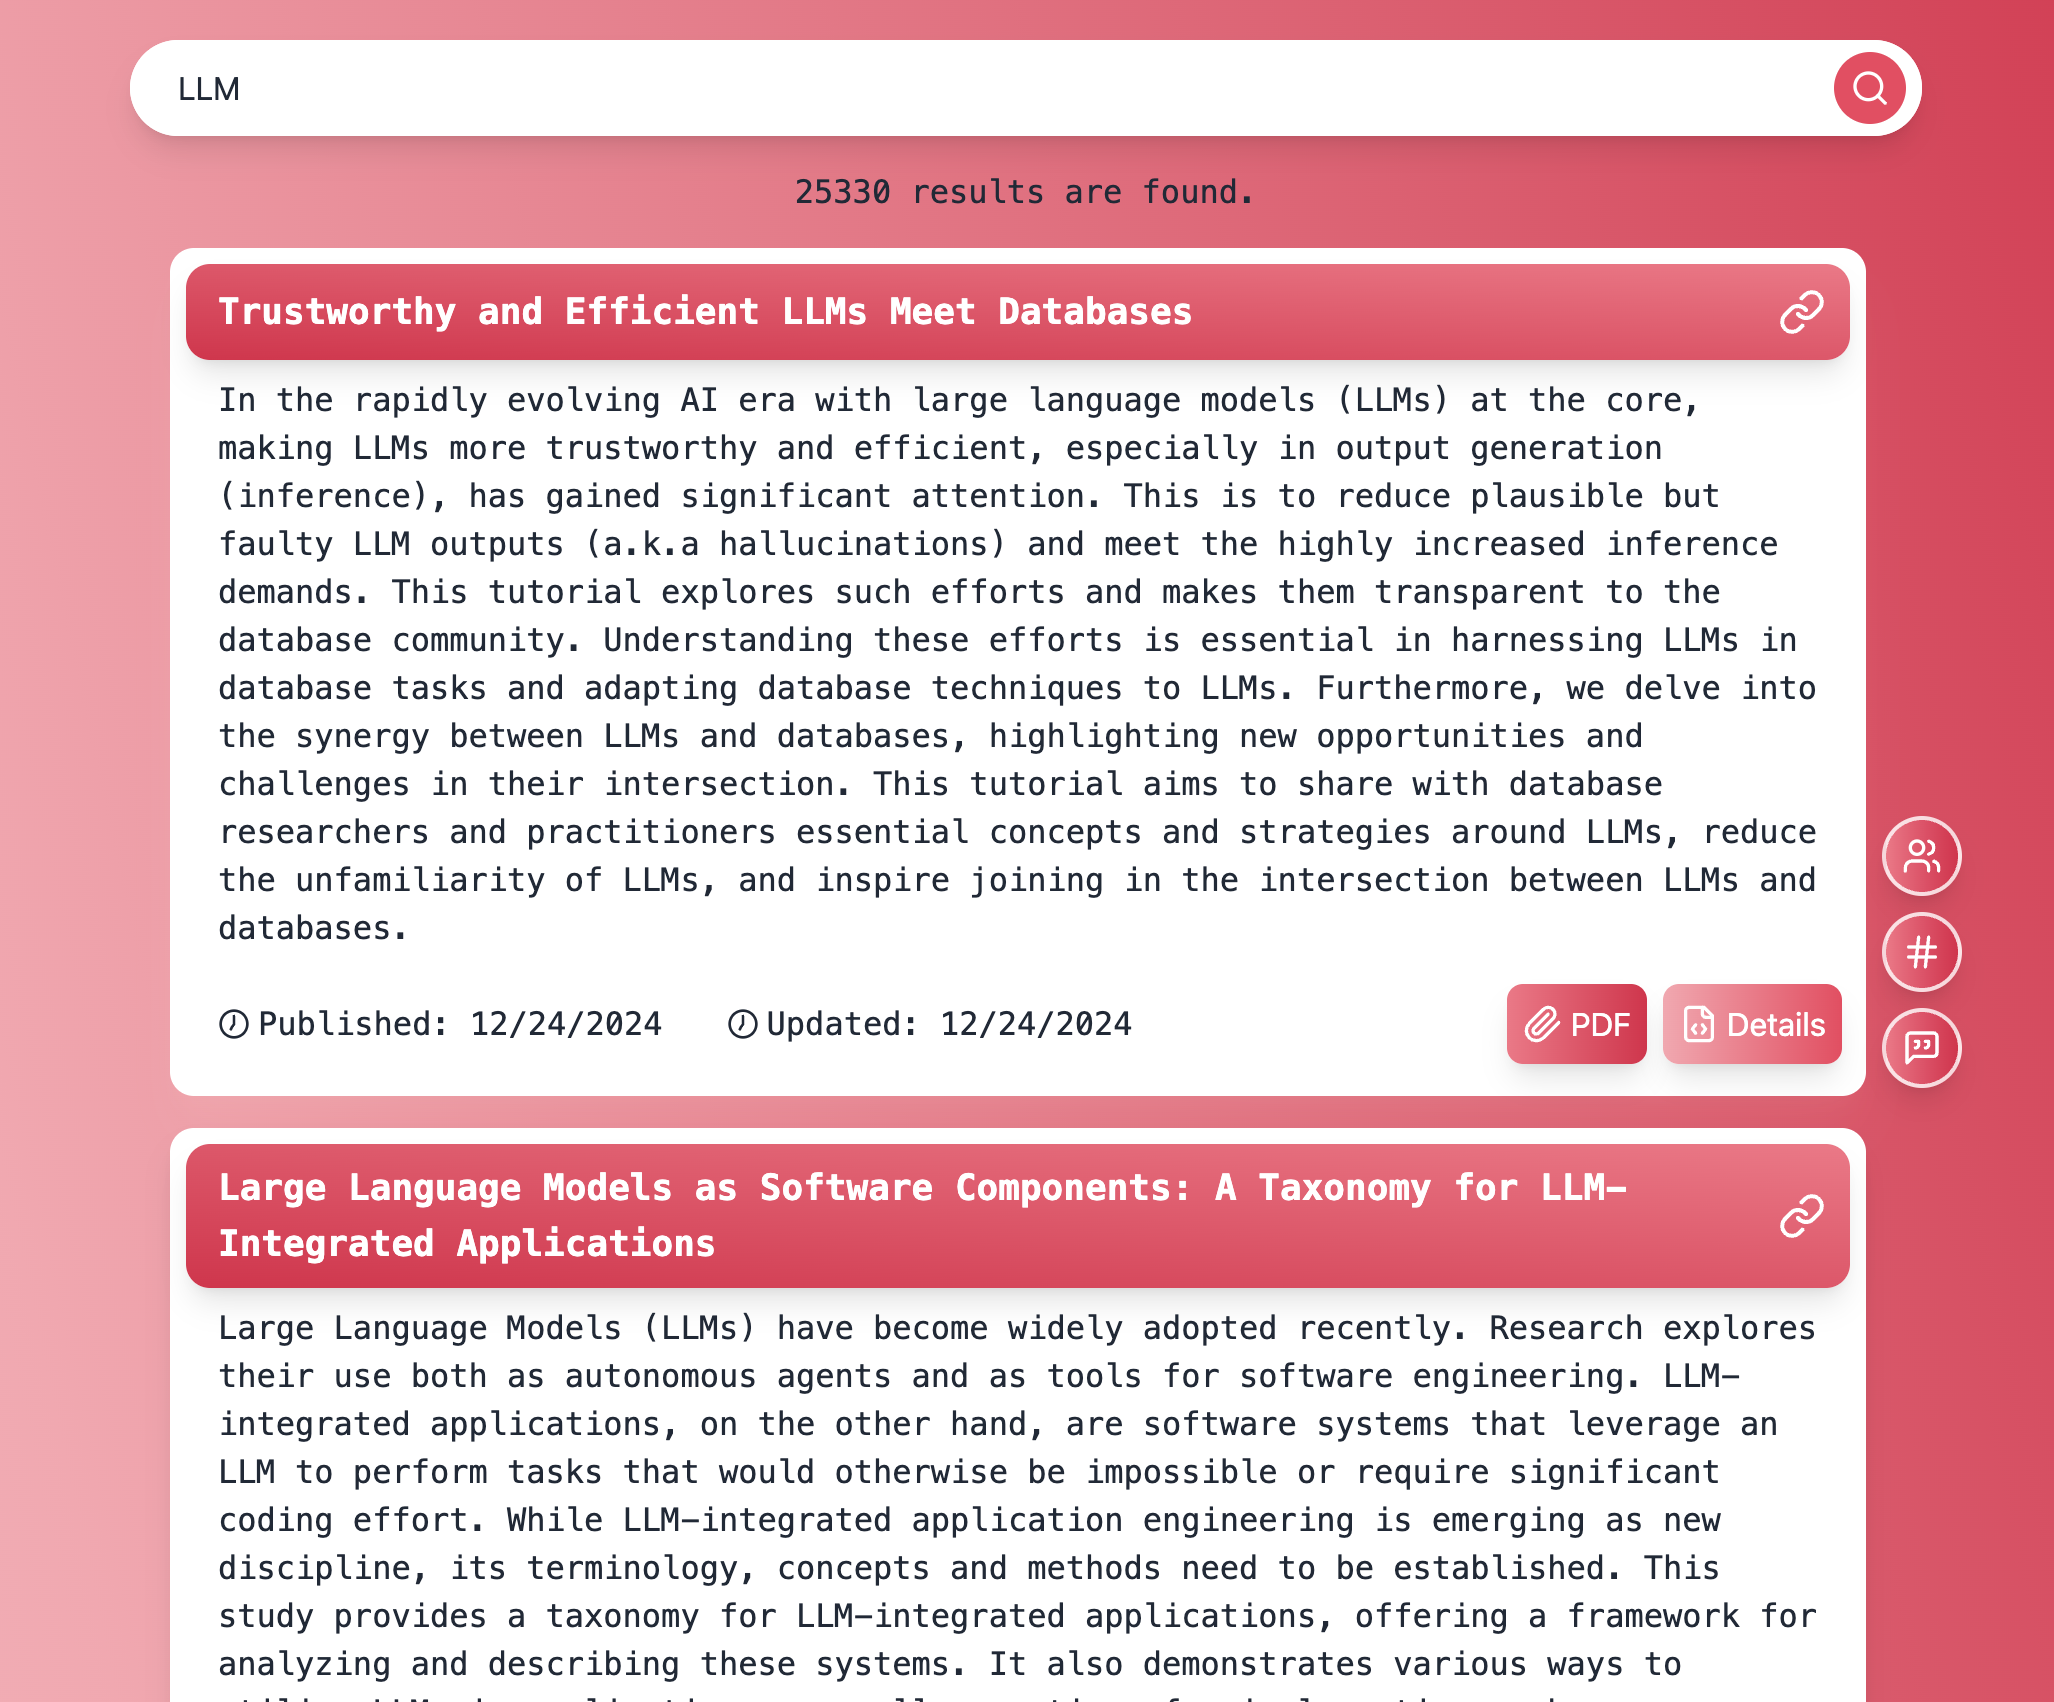 LLM
25330 results are found.
Trustworthy and Efficient LLMs Meet Databases
In the rapidly evolving AI era with large language models (LLMs) at the core,
making LLMs more trustworthy and efficient, especially in output generation
(inference), has gained significant attention. This is to reduce plausible but
faulty LLM outputs (a.k.a hallucinations) and meet the highly increased inference
demands. This tutorial explores such efforts and makes them transparent to the
database community. Understanding these efforts is essential in harnessing LLMs in
database tasks and adapting database techniques to LLMs. Furthermore, we delve into
the synergy between LLMs and databases, highlighting new opportunities and
challenges in their intersection. This tutorial aims to share with database
researchers and practitioners essential concepts and strategies around LLMs, reduce
the unfamiliarity of LLMs, and inspire joining in the intersection between LLMs and
databases.
Published: 12/24/2024 Updated: 12/24/2024 PDF Details
Large Language Models as Software Components: A Taxonomy for LLM-
Integrated Applications
Large Language Models (LLMs) have become widely adopted recently. Research explores
their use both as autonomous agents and as tools for software engineering. LLM-
integrated applications, on the other hand, are software systems that leverage an
LLM to perform tasks that would otherwise be impossible or require significant
coding effort. While LLM-integrated application engineering is emerging as new
discipline, its terminology, concepts and methods need to be established. This
study provides a taxonomy for LLM-integrated applications, offering a framework for
analyzing and describing these systems. It also demonstrates various ways to